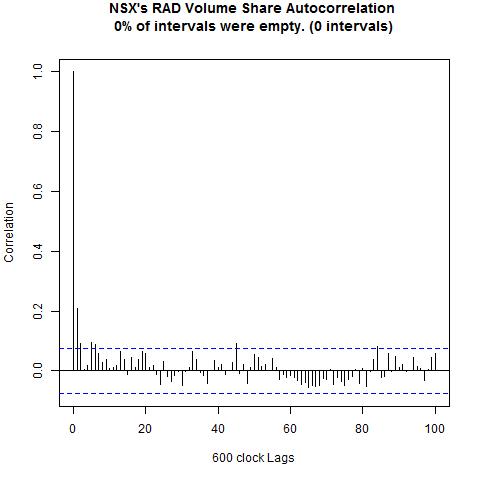 NSX's RAD Volume Share Autocorrelation
0% of intervals were empty. (0 intervals)
1.0
0.8
0.6
0.4
0.2
0.0
Correlation
0 20 40 60 80 100
600 clock Lags